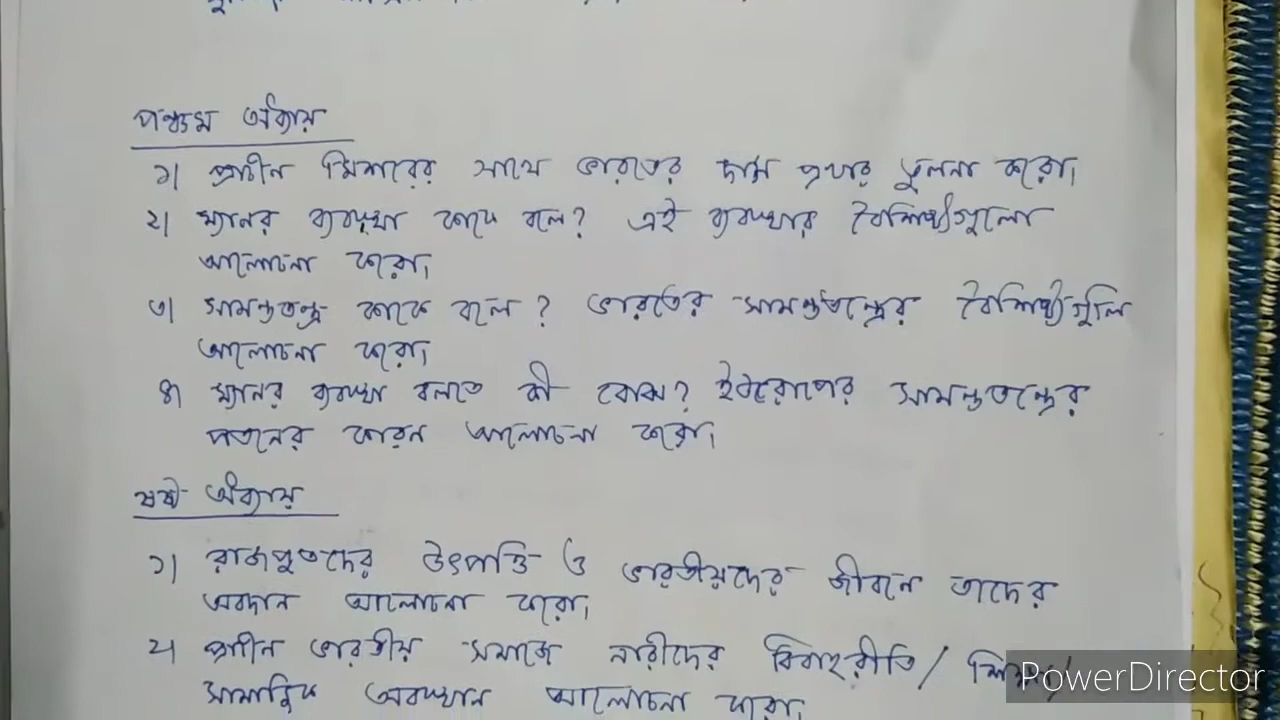 পঞ্চম অধ্যায়
১। প্রাচীন মিশরের সাথে ভারতের দাস প্রথার তুলনা করো।
২। ম্যানর ব্যবস্থা কাকে বলে? এই ব্যবস্থার বৈশিষ্ট্যগুলো
আলোচনা করো।
৩। সামন্ততন্ত্র কাকে বলে? ভারতের সামন্ততন্ত্রের বৈশিষ্ট্যগুলি
আলোচনা করো।
৪। ম্যানর ব্যবস্থা বলতে কী বোঝ? ইউরোপের সামন্ততন্ত্রের
পতনের কারন আলোচনা করো।
ষষ্ঠ অধ্যায়
১। রাজপুতদের উৎপত্তি ও ভারতীয়দের জীবনে তাদের
অবদান আলোচনা করো।
২। প্রাচীন ভারতীয় সমাজে নারীদের বিবাহরীতি/
সামাজিক অবস্থান আলোচনা করো।
PowerDirector